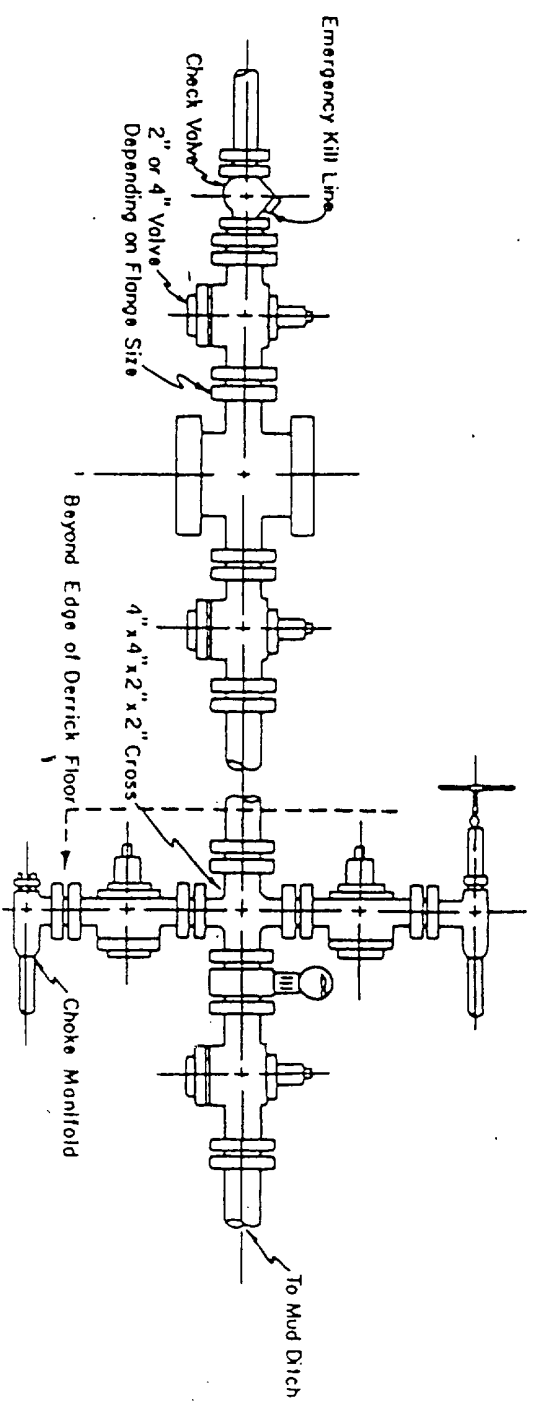 Emergency Kill Line
Check Valve
2" or 4" Valve
Depending on Flange Size
Beyond Edge of Derrick Floor
4"x4"x2"x2" Cross
Choke Manifold
To Mud Ditch